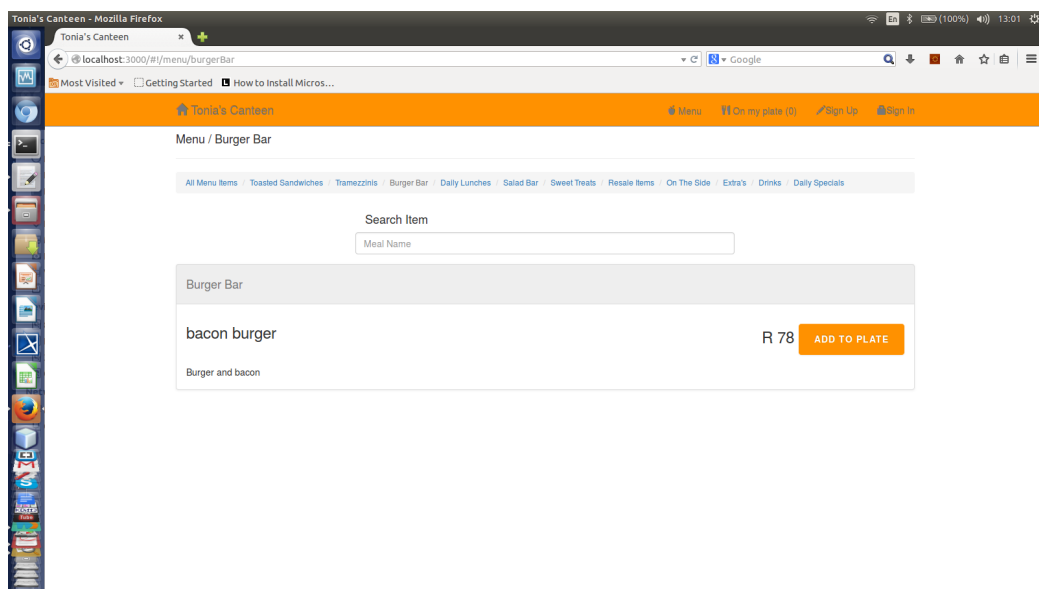 Tonia's Canteen - Mozilla Firefox
En (100%) 13:01
Tonia's Canteen × +
localhost:3000/#!/menu/burgerBar
Google
Most Visited Getting Started How to Install Micros...
Tonia's Canteen Menu On my plate (0) Sign Up Sign In
Menu / Burger Bar
All Menu Items / Toasted Sandwiches / Tramezzinis / Burger Bar / Daily Lunches / Salad Bar / Sweet Treats / Resale Items / On The Side / Extra's / Drinks / Daily Specials
Search Item
Meal Name
Burger Bar
bacon burger
R 78 ADD TO PLATE
Burger and bacon